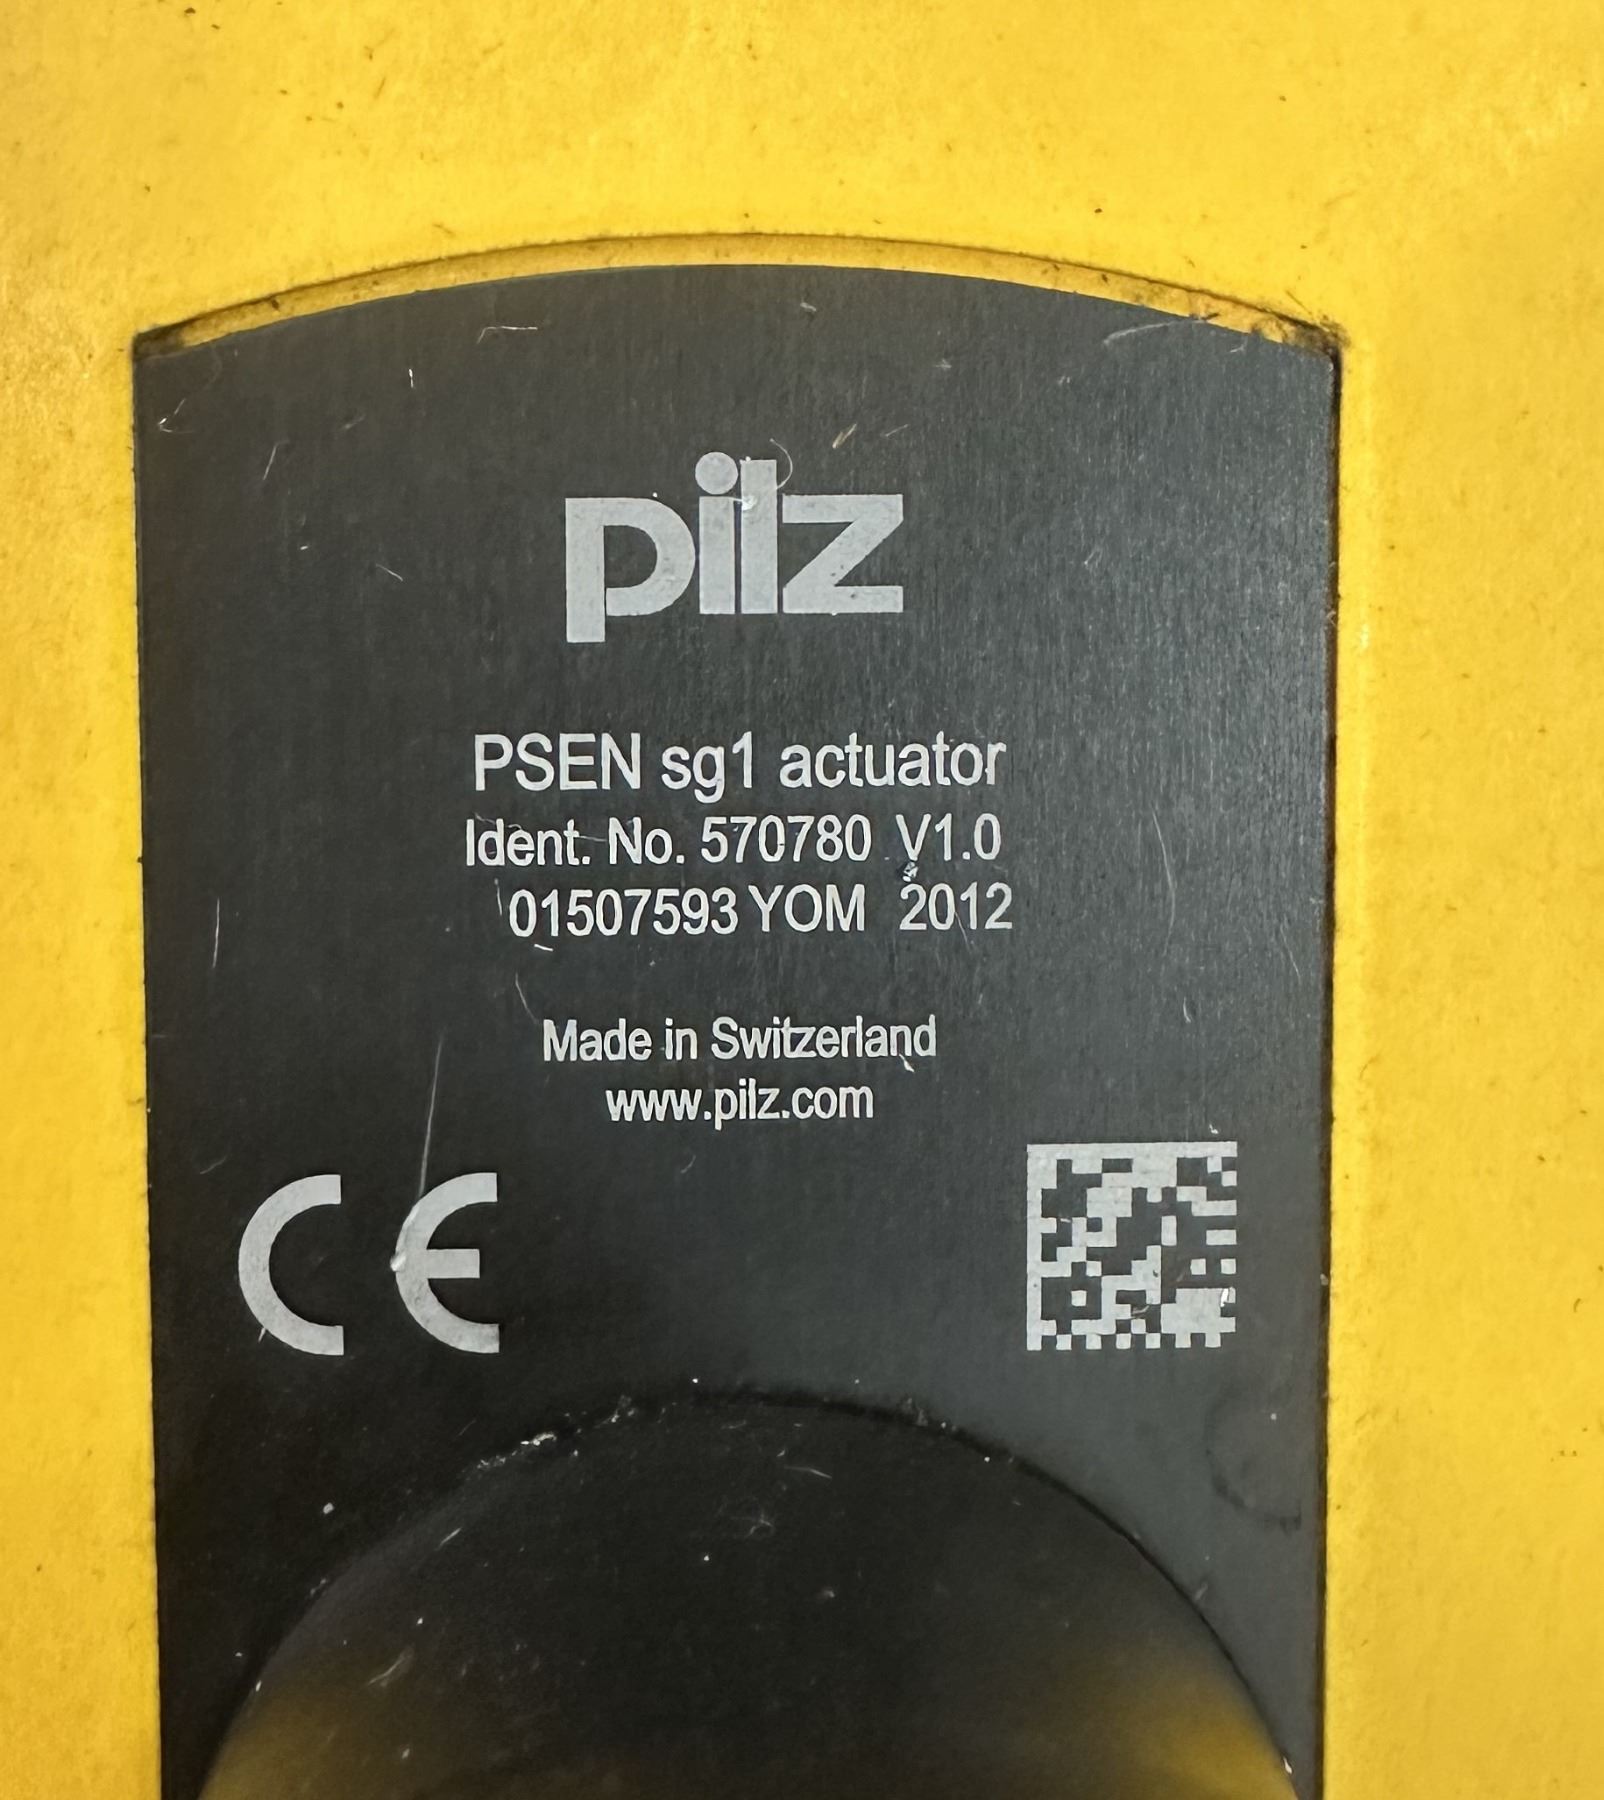 pilz
PSEN sg1 actuator
Ident. No. 570780 V1.0
01507593 YOM 2012
Made in Switzerland
www.pilz.com
CE